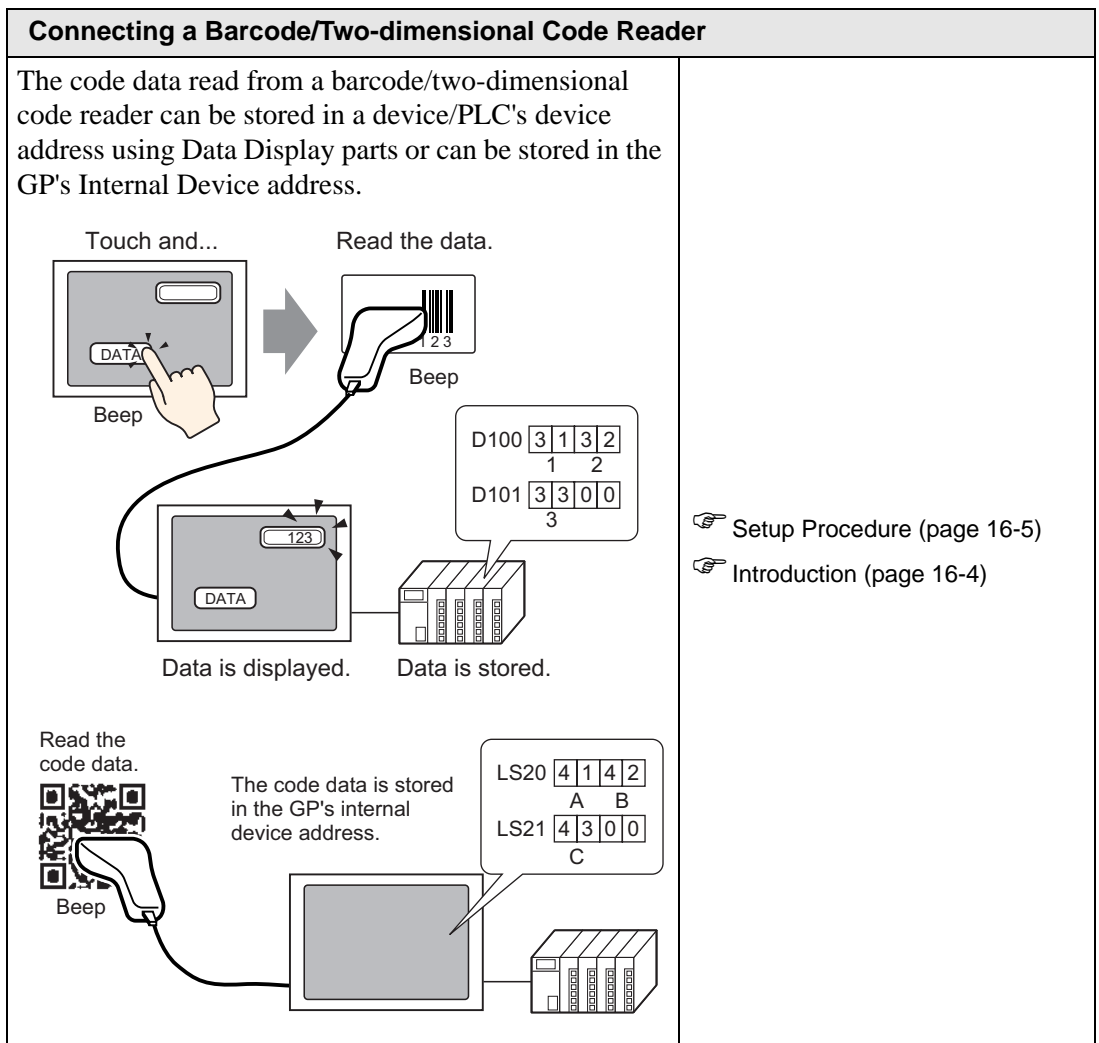 Connecting a Barcode/Two-dimensional Code Reader
The code data read from a barcode/two-dimensional
code reader can be stored in a device/PLC's device
address using Data Display parts or can be stored in the
GP's Internal Device address.
Touch and...
Read the data.
DATA
Beep
1 2 3
Beep
D100 3 1 3 2
1 2
D101 3 3 0 0
3
123
DATA
Data is displayed.
Data is stored.
Setup Procedure (page 16-5)
Introduction (page 16-4)
Read the
code data.
Beep
The code data is stored
in the GP's internal
device address.
LS20 4 1 4 2
A B
LS21 4 3 0 0
C